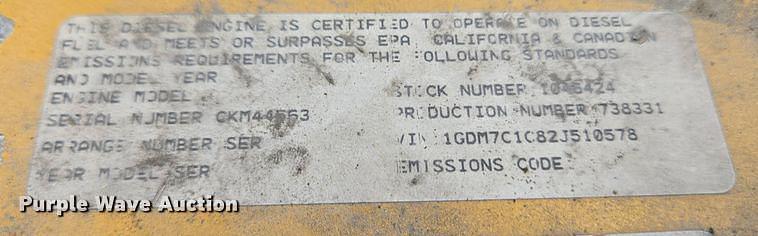 THIS DIESEL ENGINE IS CERTIFIED TO OPERATE ON DIESEL
FUEL AND MEETS OR SURPASSES EPA, CALIFORNIA & CANADIAN
EMISSIONS REQUIREMENTS FOR THE FOLLOWING STANDARDS
AND MODEL YEAR
ENGINE MODEL
STOCK NUMBER
SERIAL NUMBER
PRODUCTION NUMBER 738331
ARRANGE NUMBER SER
VIN 1GDM7C1C82J510578
YEAR MODEL SER
EMISSIONS CODE
Purple Wave Auction